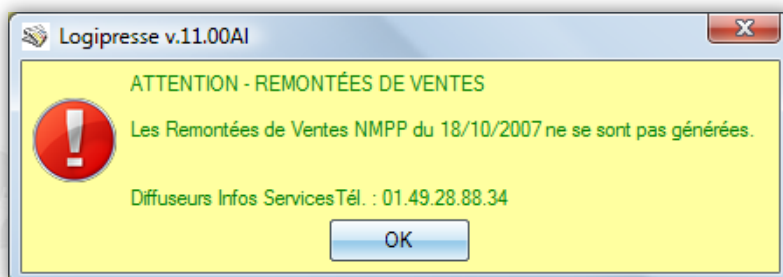 Logipresse v.11.00AI
ATTENTION - REMONTÉES DE VENTES
Les Remontées de Ventes NMPP du 18/10/2007 ne se sont pas générées.
Diffuseurs Infos ServicesTél. : 01.49.28.88.34
OK